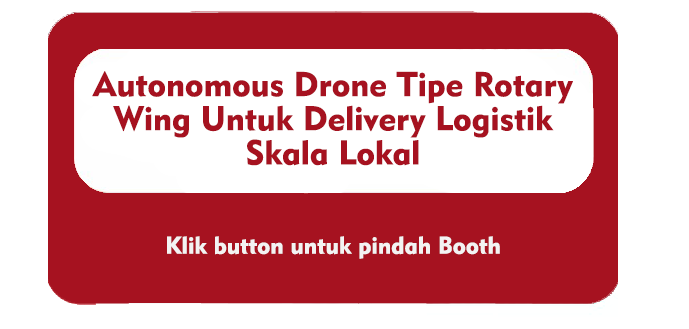 Autonomous Drone Tipe Rotary
Wing Untuk Delivery Logistik
Skala Lokal
Klik button untuk pindah Booth